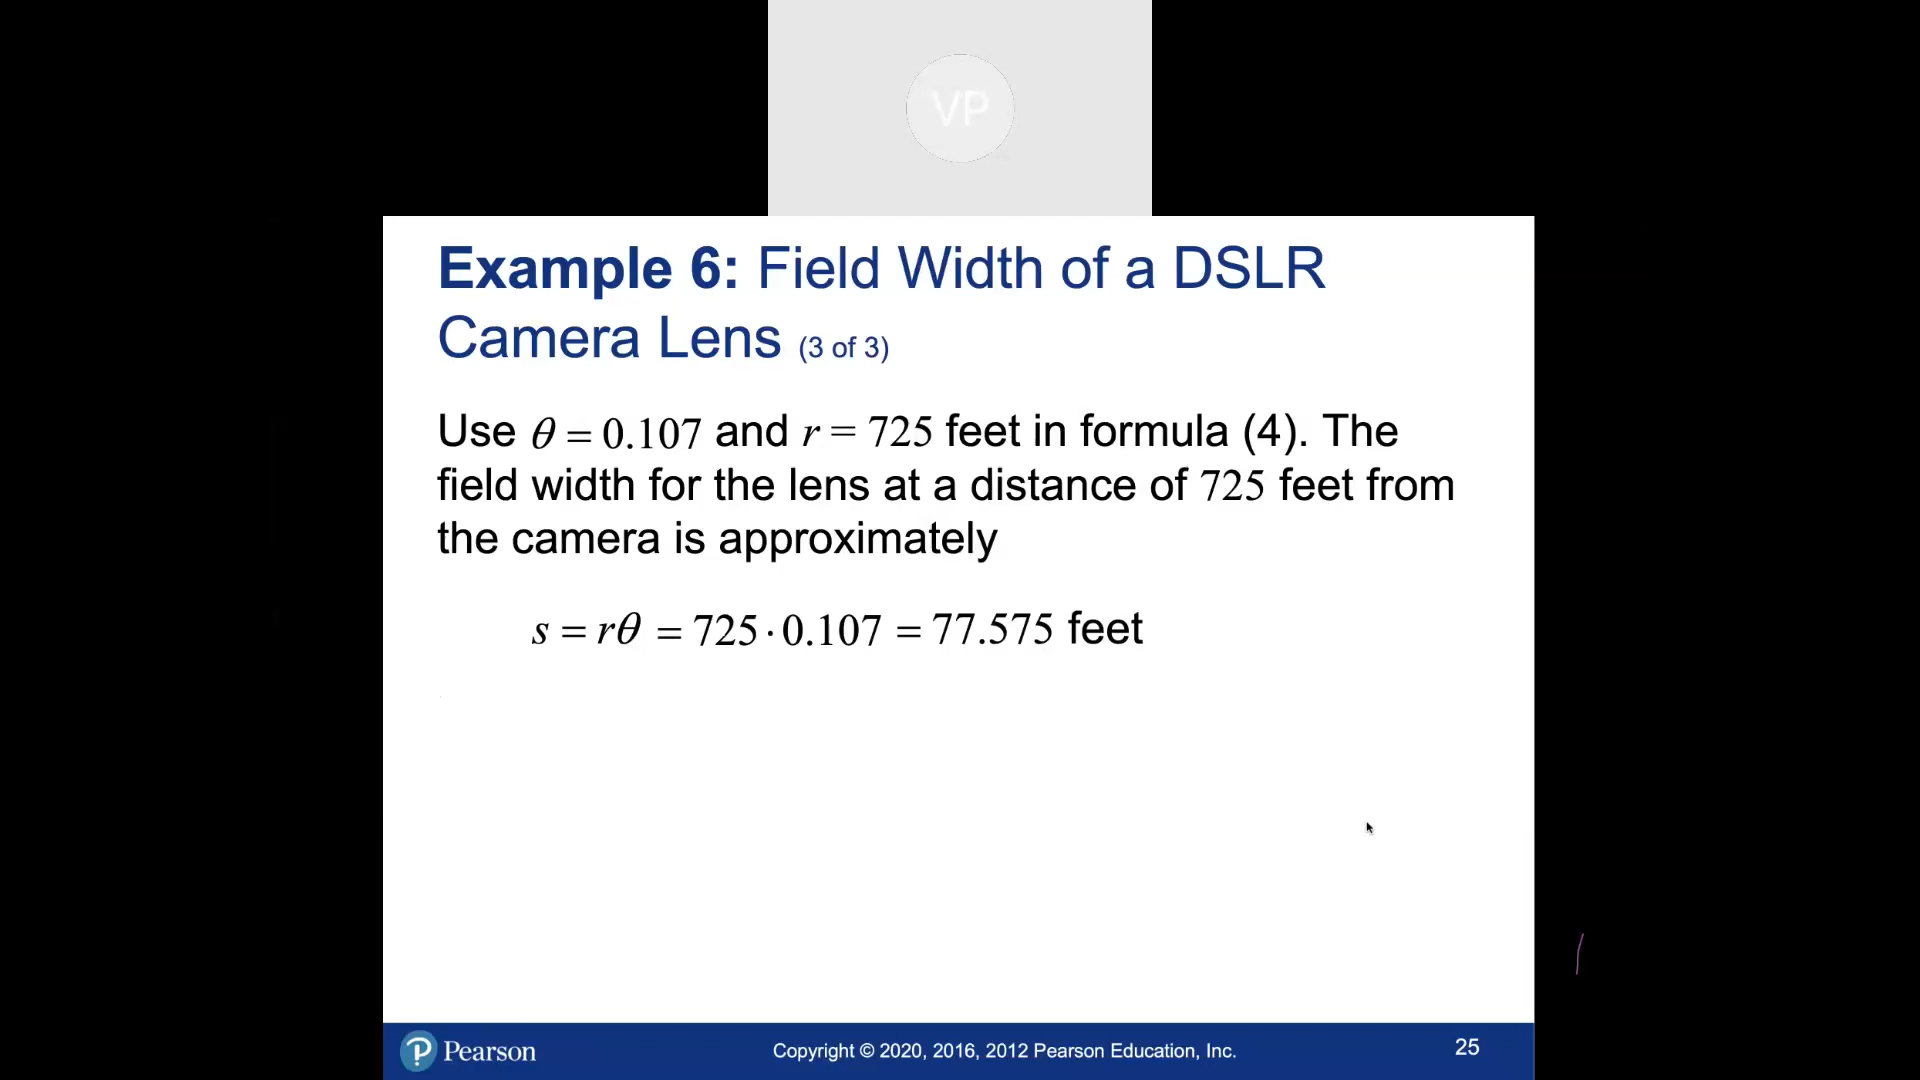 VP
Example 6: Field Width of a DSLR
Camera Lens (3 of 3)
Use θ = 0.107 and r = 725 feet in formula (4). The
field width for the lens at a distance of 725 feet from
the camera is approximately
s = rθ = 725 · 0.107 = 77.575 feet
Pearson
Copyright © 2020, 2016, 2012 Pearson Education, Inc.
25